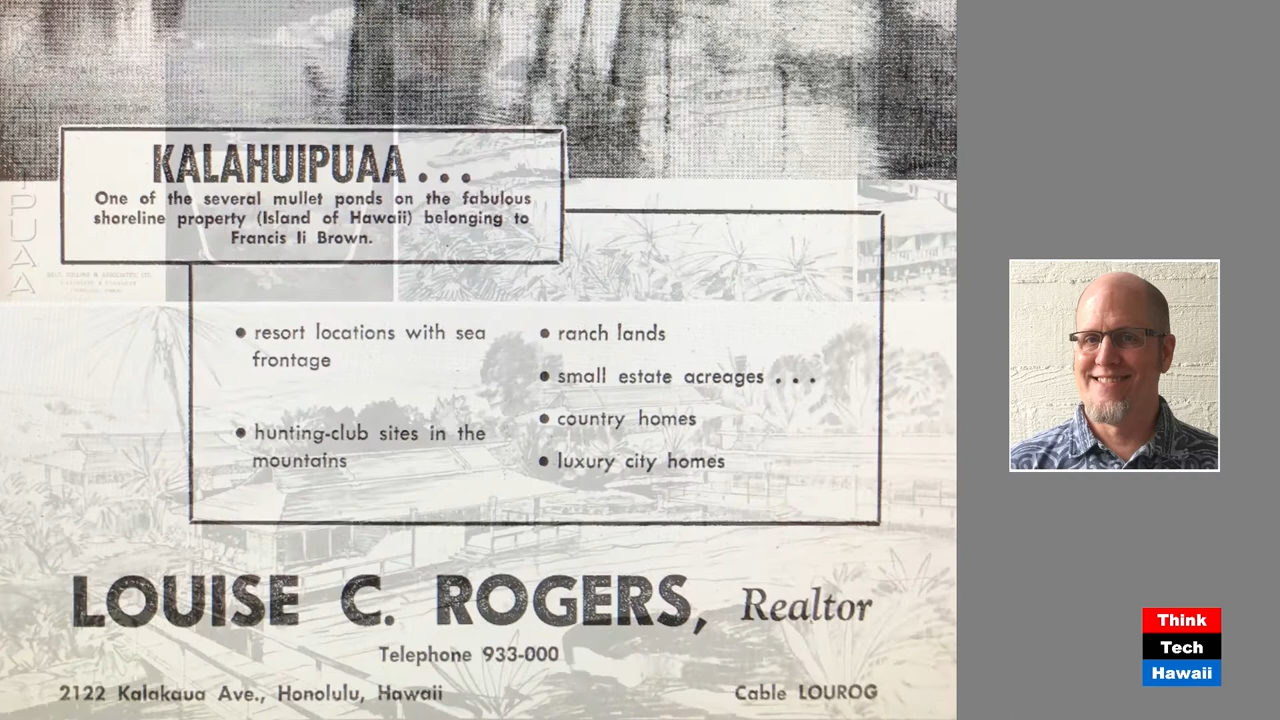 KALAHUIPUAA...
One of the several mullet ponds on the fabulous
shoreline property (Island of Hawaii) belonging to
Francis Ii Brown.
• resort locations with sea
frontage
• hunting-club sites in the
mountains
• ranch lands
• small estate acreages...
• country homes
• luxury city homes
LOUISE C. ROGERS, Realtor
Telephone 933-000
2122 Kalakaua Ave., Honolulu, Hawaii
Cable LOUROG
PUAA
Think
Tech
Hawaii